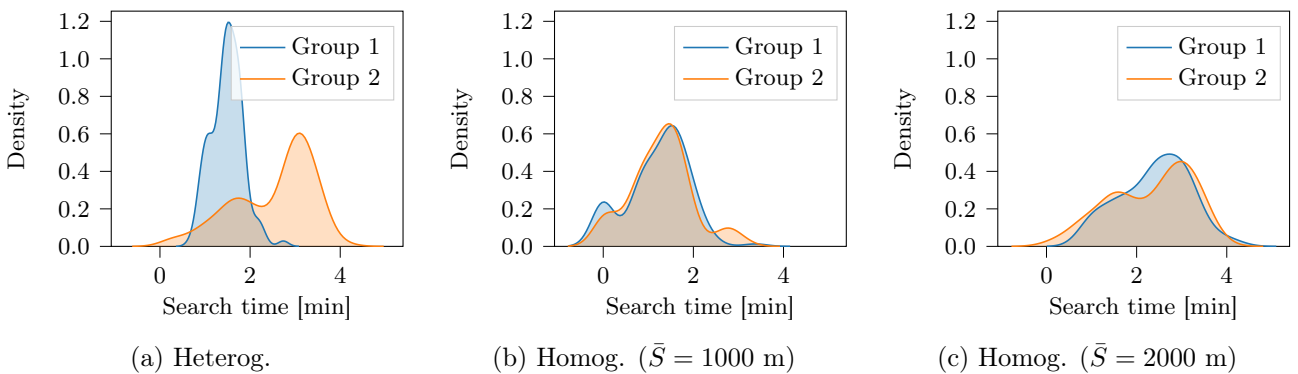 1.2
1.0
0.8
0.6
0.4
0.2
0.0
Density
Group 1
Group 2
0 2 4
Search time [min]
(a) Heterog.
1.2
1.0
0.8
0.6
0.4
0.2
0.0
Density
Group 1
Group 2
0 2 4
Search time [min]
(b) Homog. (S̄ = 1000 m)
1.2
1.0
0.8
0.6
0.4
0.2
0.0
Density
Group 1
Group 2
0 2 4
Search time [min]
(c) Homog. (S̄ = 2000 m)